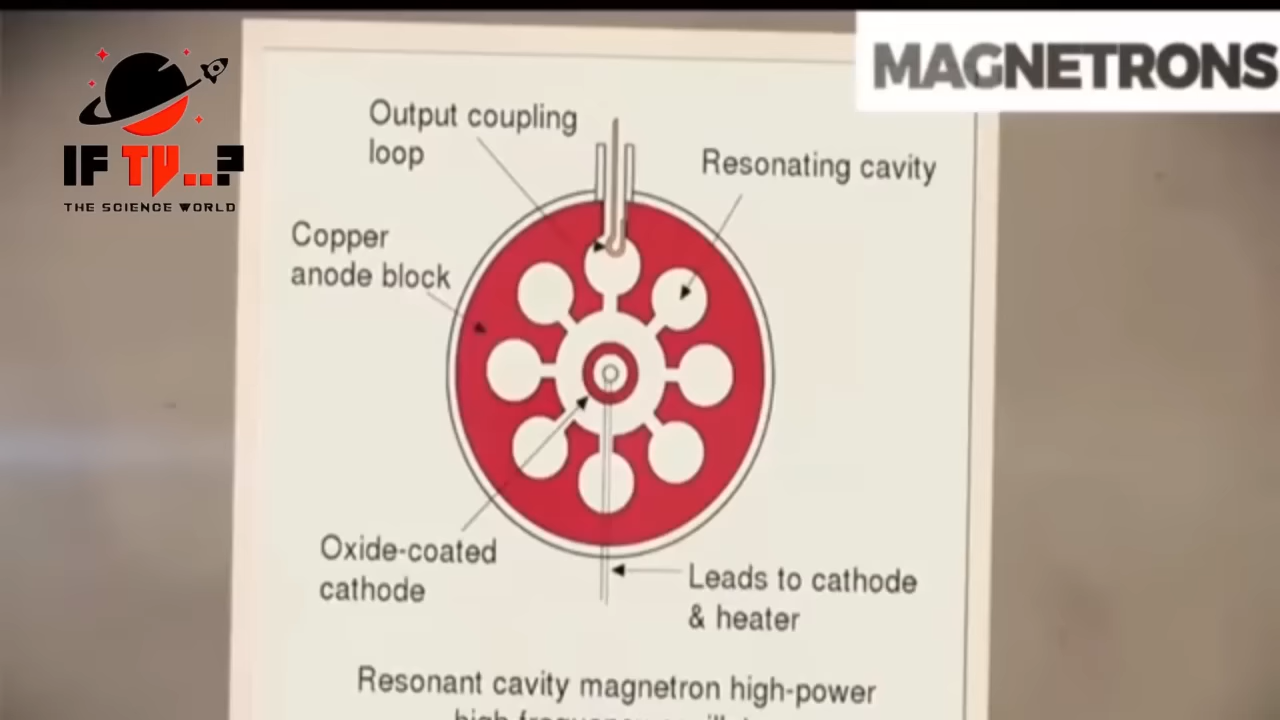 MAGNETRONS
IF TV..?
THE SCIENCE WORLD
Output coupling
loop
Resonating cavity
Copper
anode block
Oxide-coated
cathode
Leads to cathode
& heater
Resonant cavity magnetron high-power